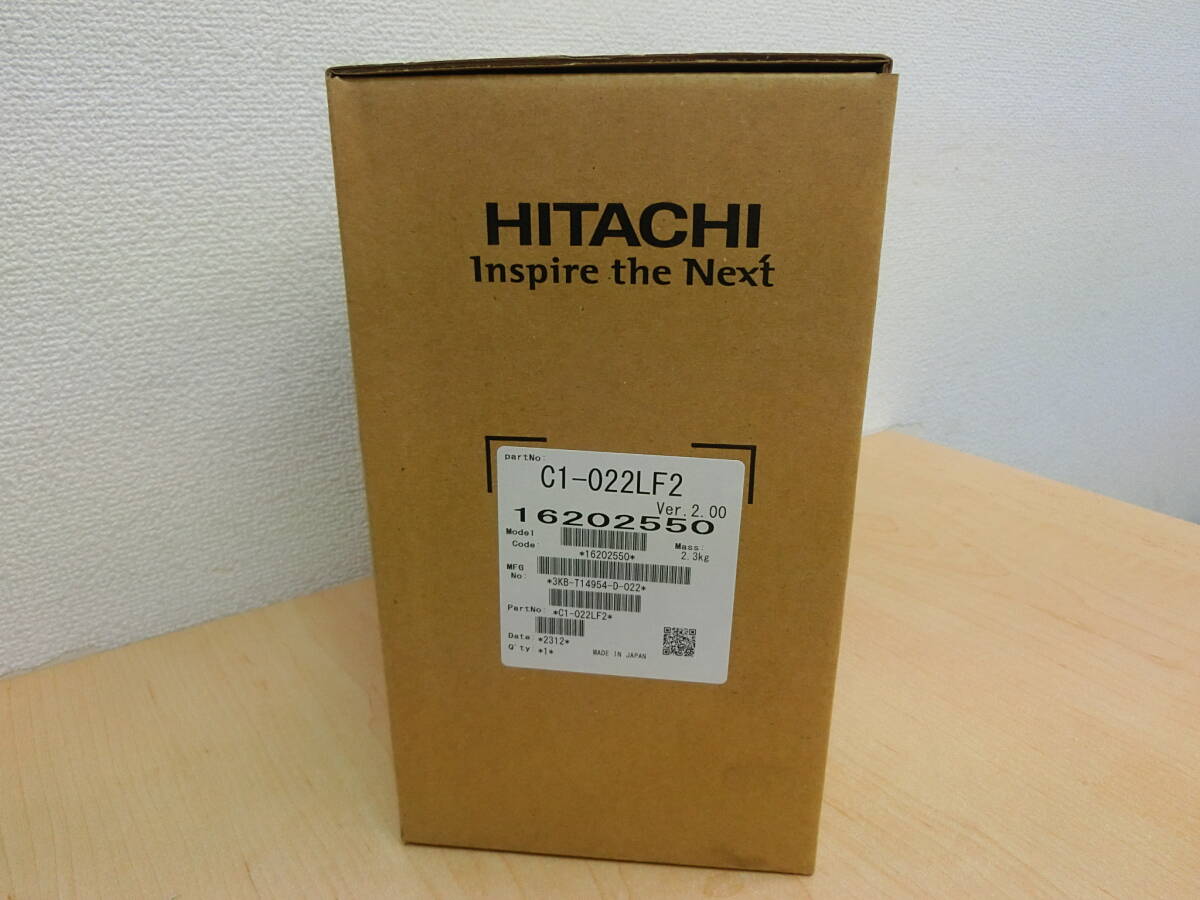 HITACHI
Inspire the Next
partNo:
C1-022LF2
Ver.2.00
16202550
Model
Code:
*16202550*
Mass:
2.3kg
MFG
No:
*3KB-T14954-D-022*
PartNo:
*C1-022LF2*
Date:
*2312*
Q'ty:
*1*
MADE IN JAPAN